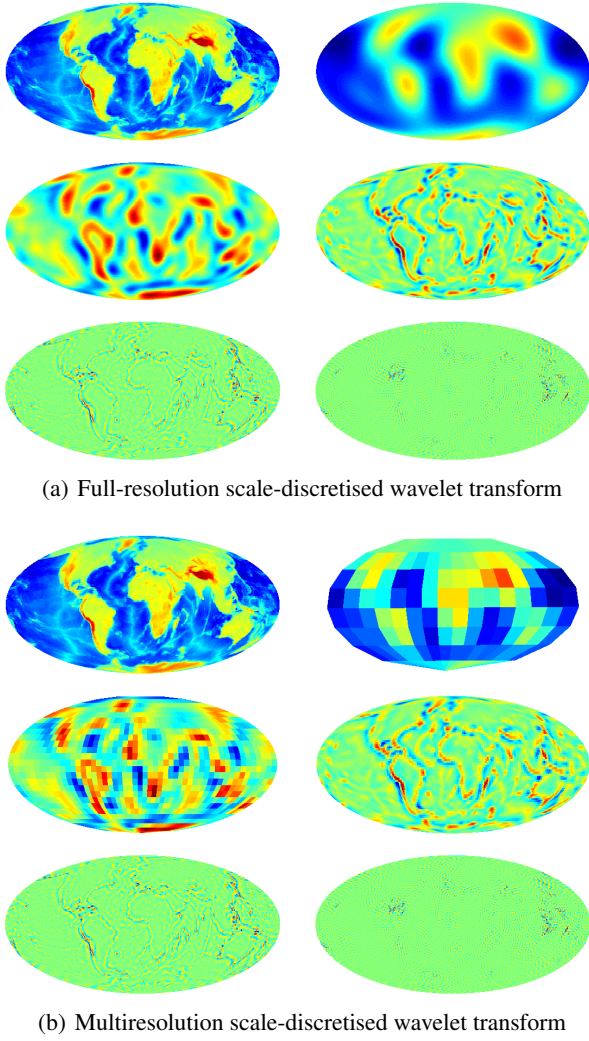 (a) Full-resolution scale-discretised wavelet transform
(b) Multiresolution scale-discretised wavelet transform